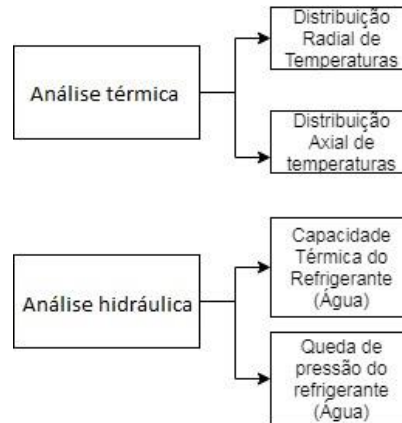 Análise térmica
Distribuição
Radial de
Temperaturas
Distribuição
Axial de
temperaturas
Análise hidráulica
Capacidade
Térmica do
Refrigerante
(Água)
Queda de
pressão do
refrigerante
(Água)